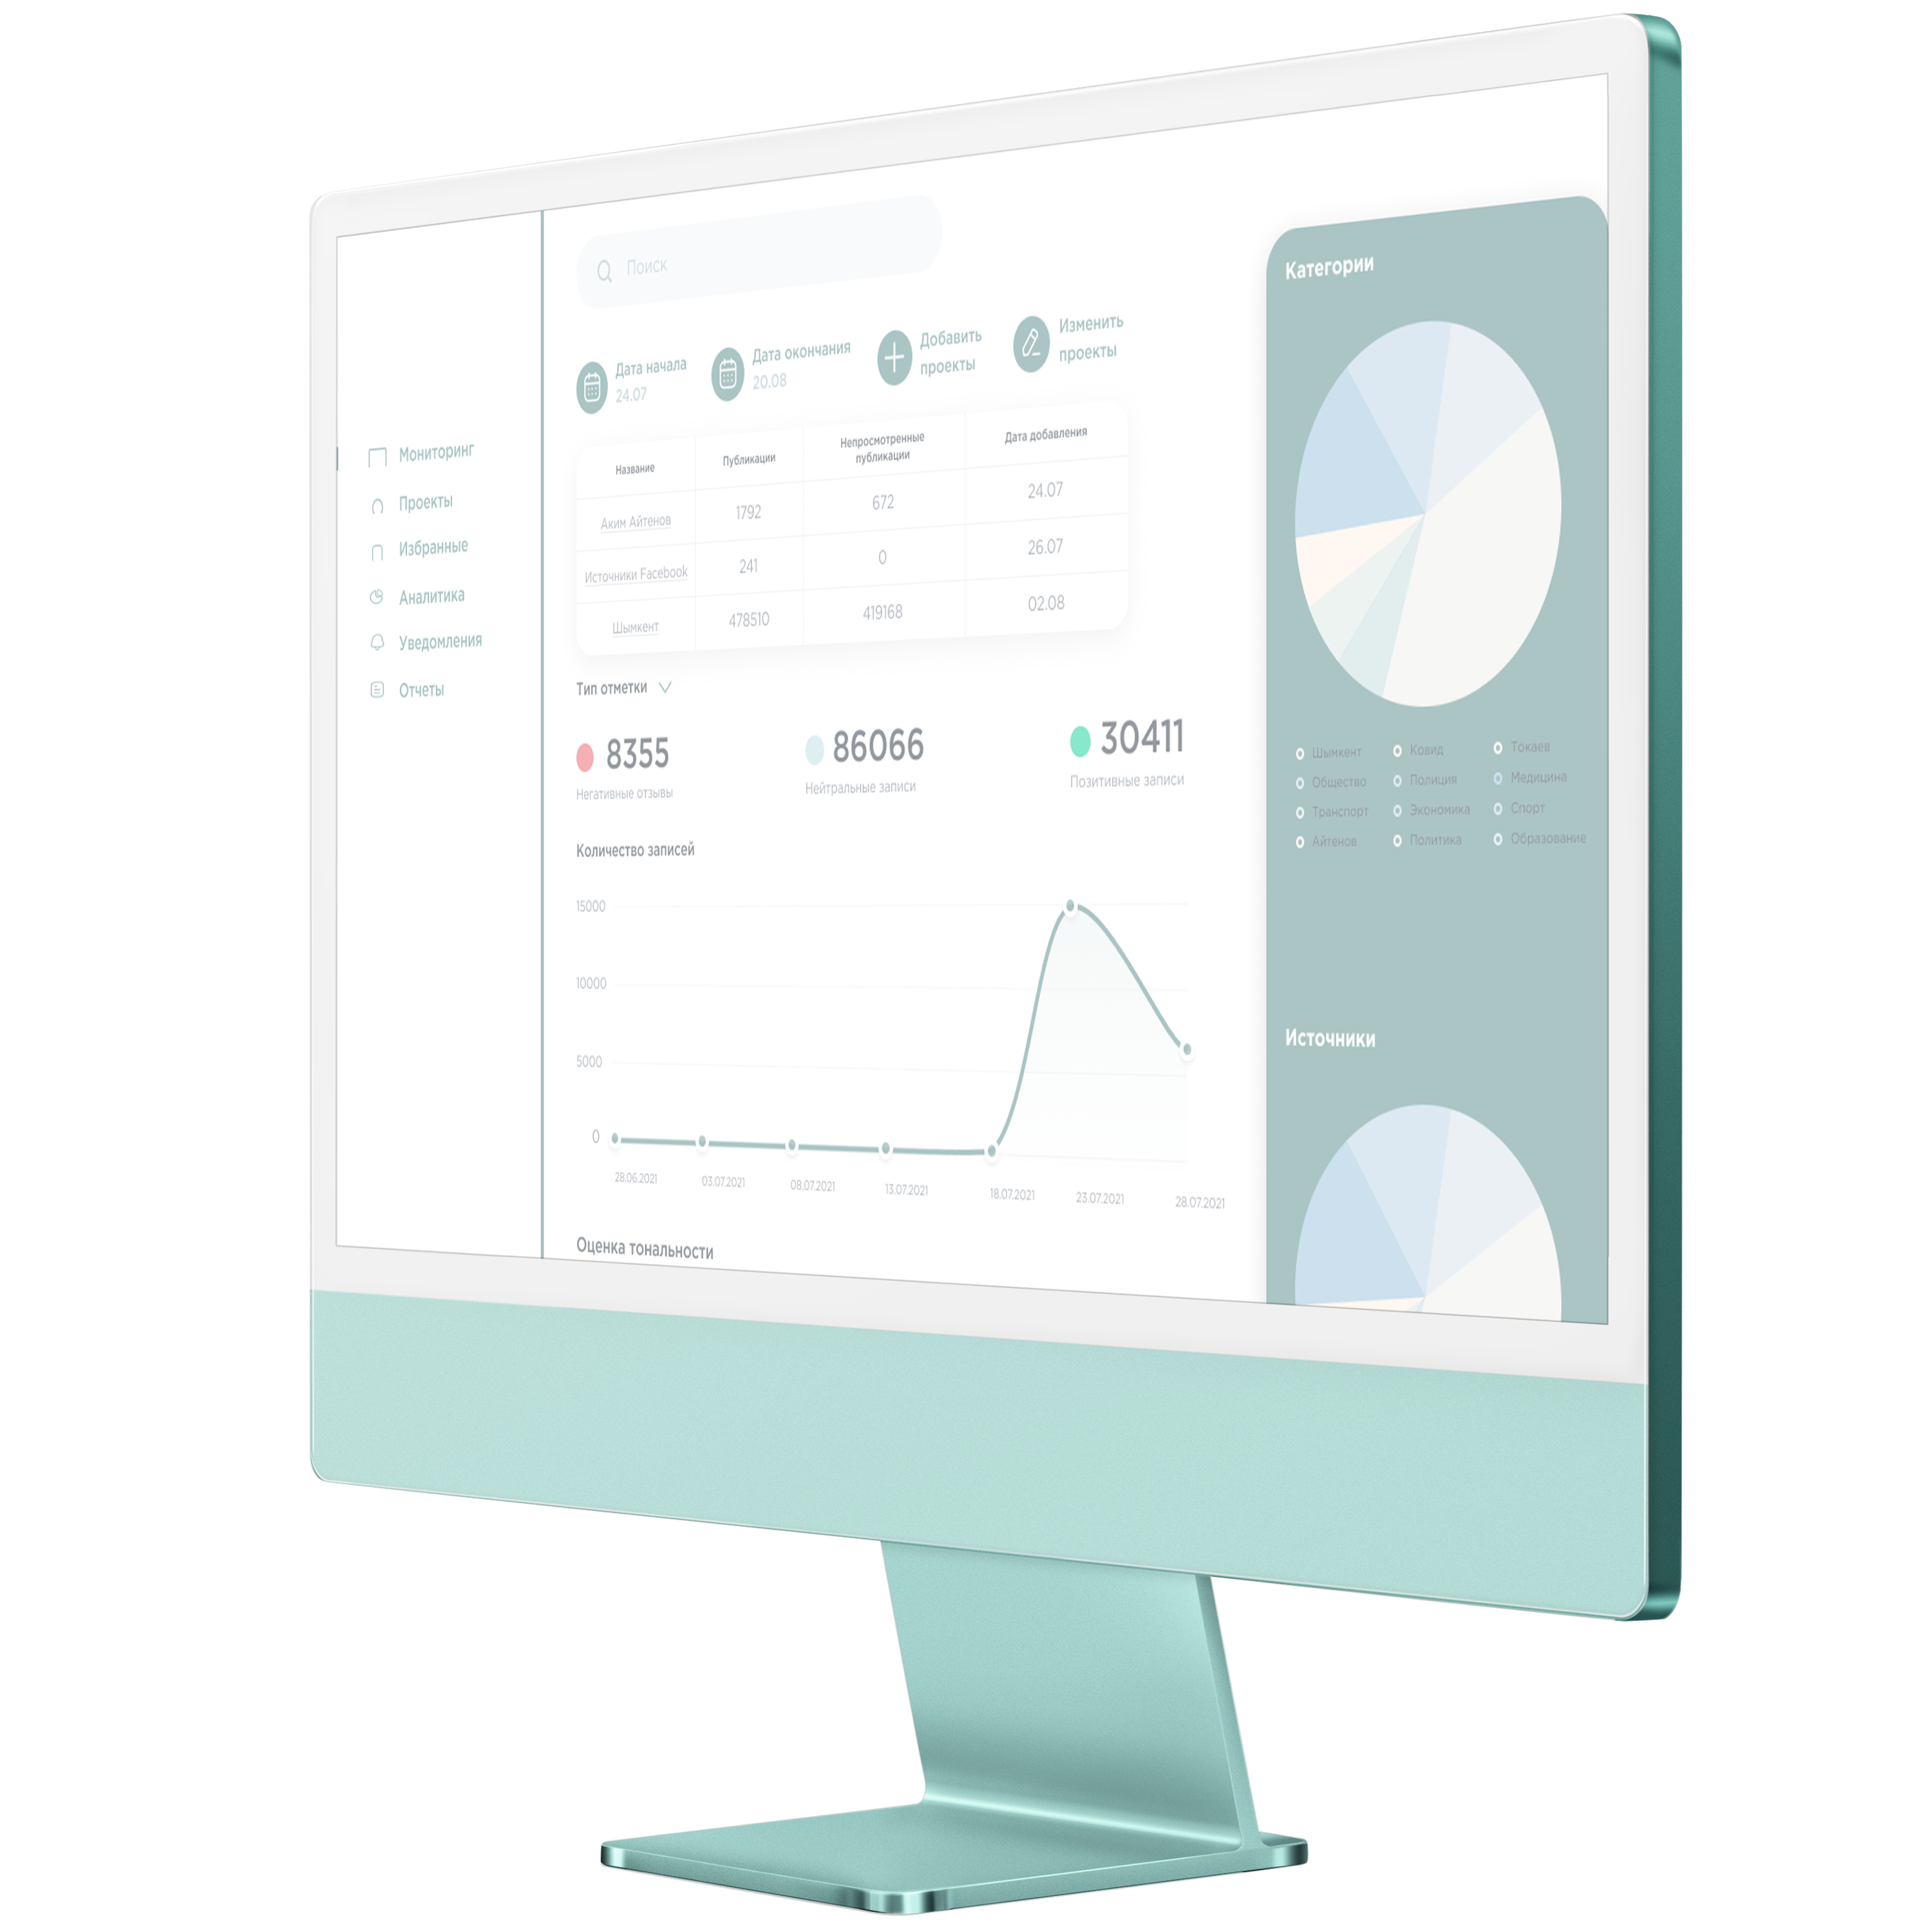 Поиск
Дата начала
24.07
Дата окончания
20.08
Добавить
проекты
Изменить
проекты
Мониторинг
Проекты
Избранные
Аналитика
Уведомления
Отчеты
Название Публикации Непросмотренные публикации Дата добавления
Аким Айтенов 1792 672 24.07
Источники Facebook 241 0 26.07
Шымкент 478510 419168 02.08
Тип отметки
8355 86066 30411
Негативные отзывы Нейтральные записи Позитивные записи
Количество записей
15000
10000
5000
0
28.06.2021 03.07.2021 08.07.2021 13.07.2021 18.07.2021 23.07.2021 28.07.2021
Оценка тональности
Категории
Шымкент Ковид Токаев
Общество Полиция Медицина
Транспорт Экономика Спорт
Айтенов Политика Образование
Источники